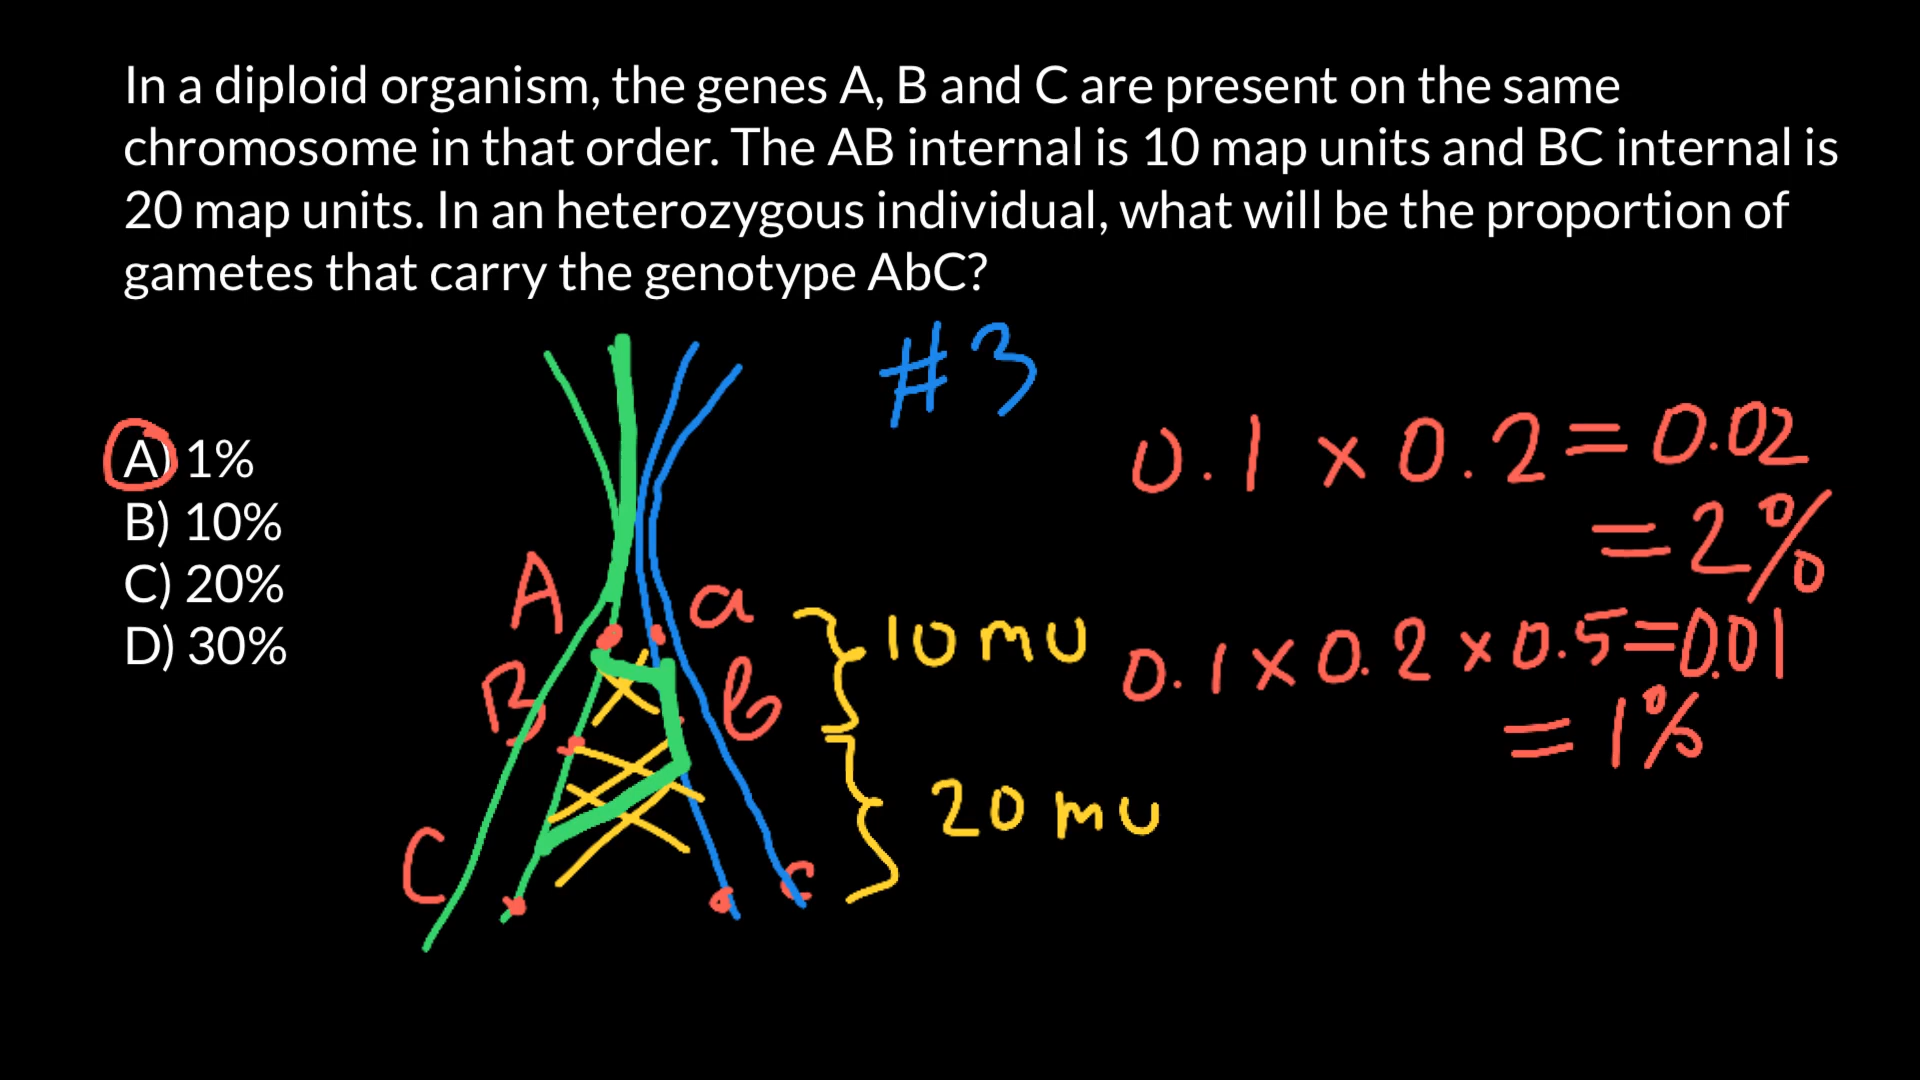 In a diploid organism, the genes A, B and C are present on the same
chromosome in that order. The AB internal is 10 map units and BC internal is
20 map units. In an heterozygous individual, what will be the proportion of
gametes that carry the genotype AbC?
#3
A) 1%
B) 10%
C) 20%
D) 30%
0.1 x 0.2 = 0.02
= 2%
A a
10 mu
0.1 x 0.2 x 0.5 = 0.01
B b
= 1%
20 mu
C c